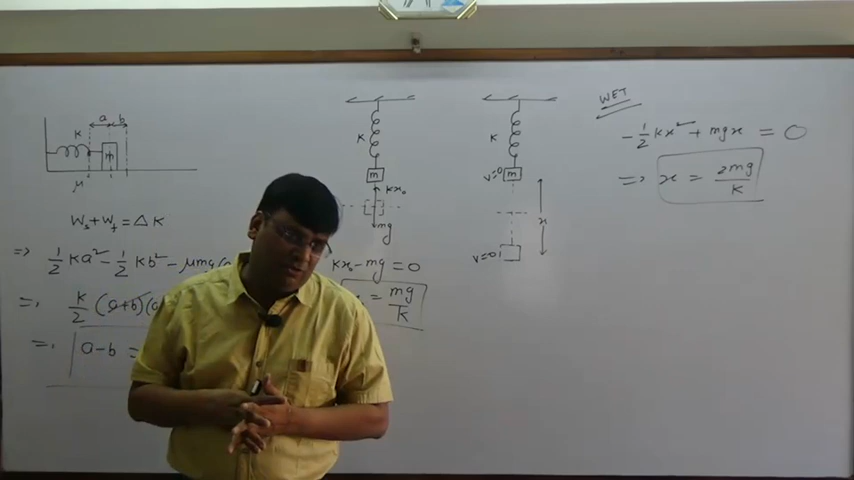 a b
K
m
μ
W_s + W_f = Δ K
⇒ 1/2 ka² - 1/2 kb² - μmg(a
⇒, K/2 (a+b)(a
⇒, a-b =
K
m
kx₀
mg
kx₀ - mg = 0
= mg/k
K
v=0 m
x
v=0
WET
- 1/2 kx² + mgx = 0
⇒ x = 2mg/k